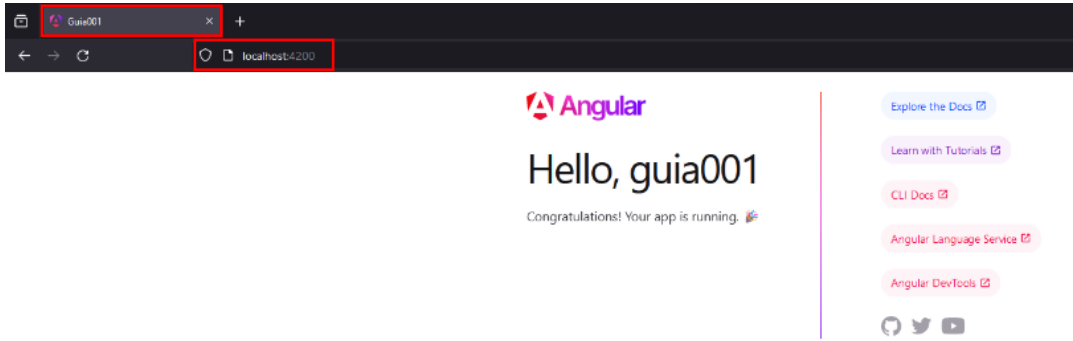 Guia001
localhost:4200
Angular
Hello, guia001
Congratulations! Your app is running. 🎉
Explore the Docs
Learn with Tutorials
CLI Docs
Angular Language Service
Angular DevTools